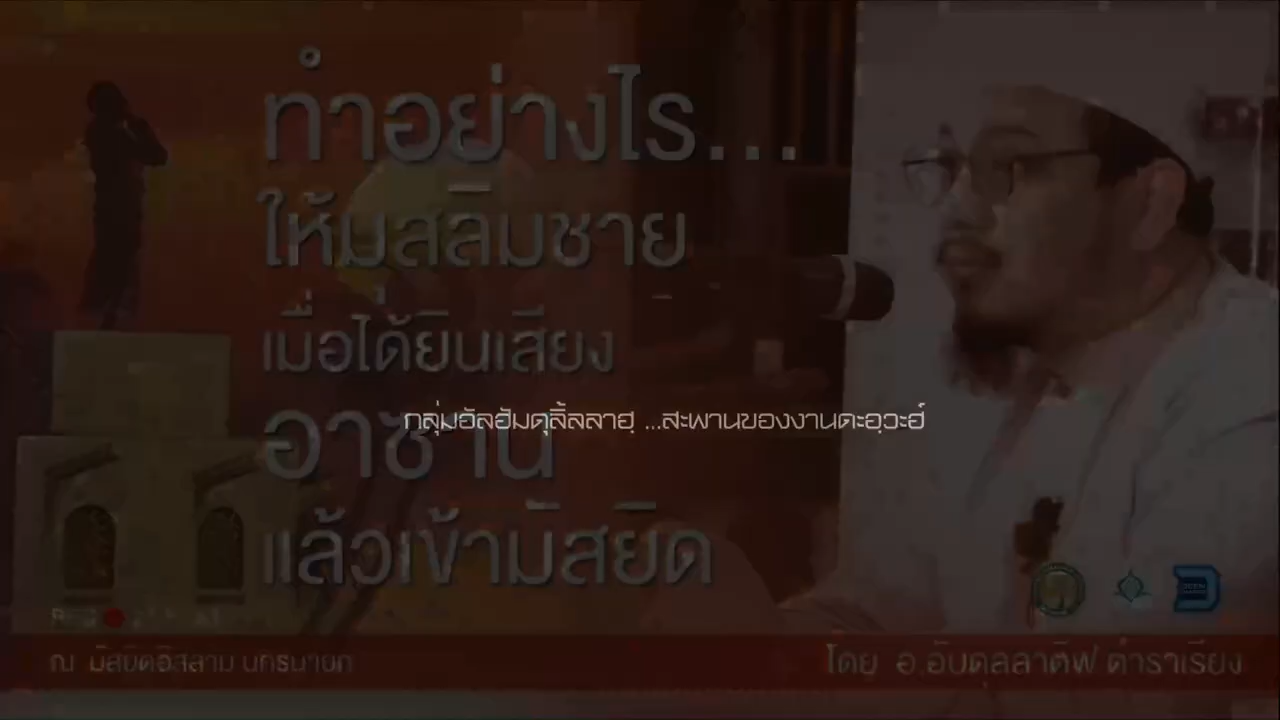 ทำอย่างไร...
ให้มุสลิมชาย
เมื่อได้ยินเสียง
กลุ่มอัลฮัมดุลิ้ลลาฮฺ ...สะพานของงานดะอฺวะฮ์
อาซาน
แล้วเข้ามัสยิด
ณ มัสยิดอิสลาม นครนายก
โดย อ.อับดุลลาตีฟ ดำราเรียง